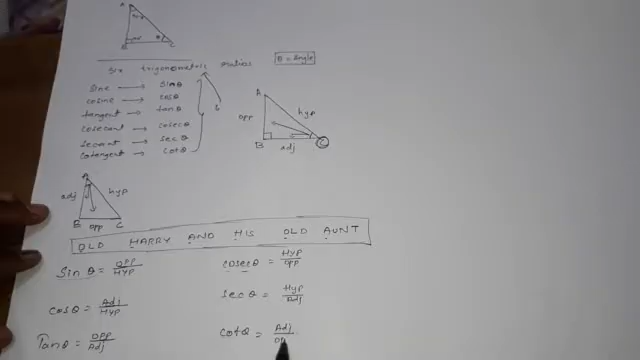 A
B C
θ
Six trigonometric ratios θ = Angle
Sine → Sinθ
cosine → cosθ
tangent → tanθ
cosecant → cosecθ
secant → secθ
cotangent → cotθ
6
A
opp hyp
B adj C
A
adj hyp
B opp C
OLD HARRY AND HIS OLD AUNT
Sin θ = OPP/HYP
cosθ = Adj/HYP
Tanθ = OPP/Adj
cosecθ = HYP/OPP
secθ = HYP/Adj
cotθ = Adj/